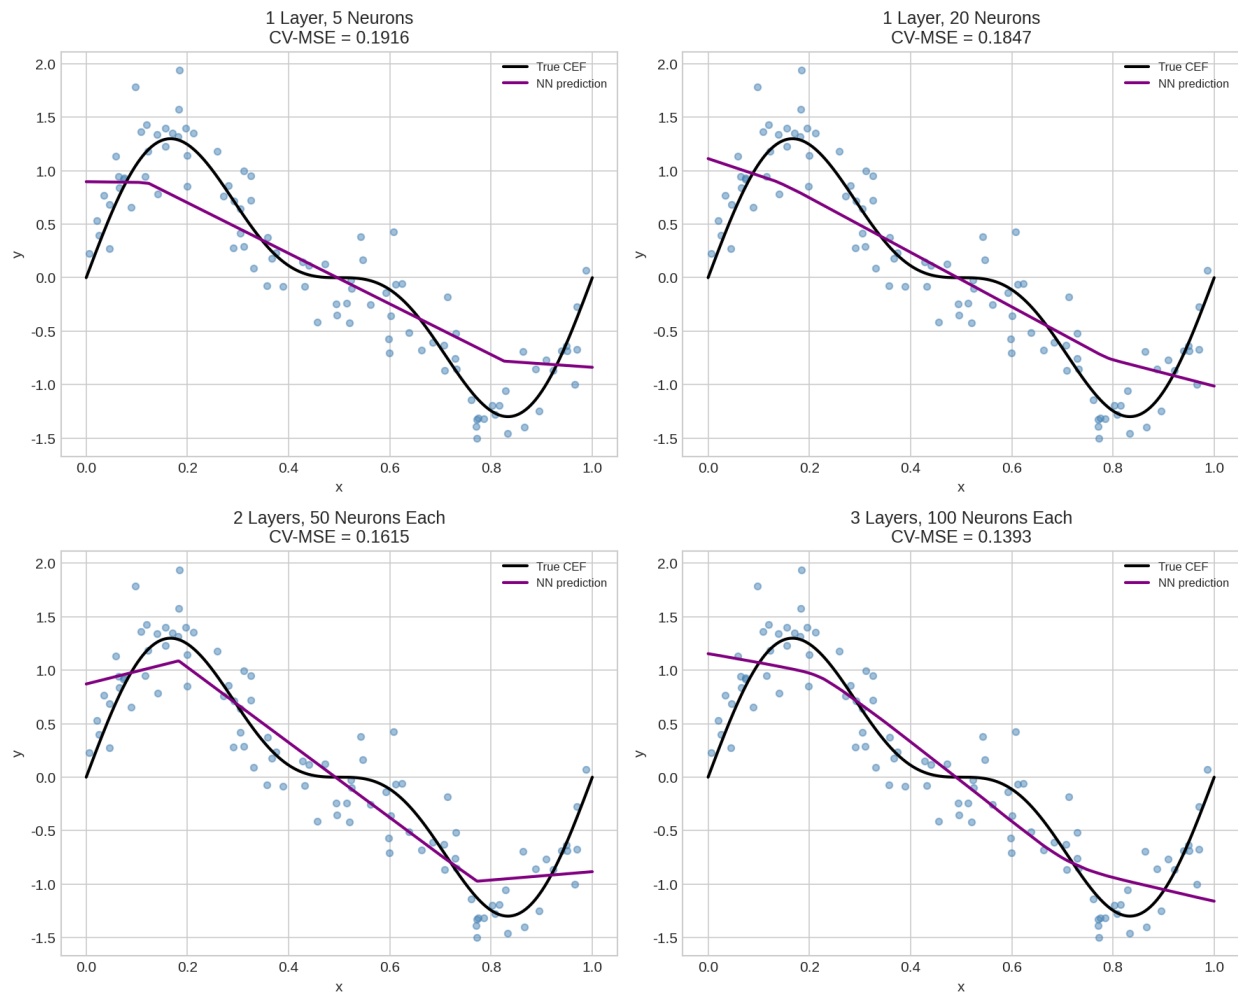 1 Layer, 5 Neurons
CV-MSE = 0.1916
True CEF
NN prediction
2.0
1.5
1.0
0.5
0.0
-0.5
-1.0
-1.5
y
0.0 0.2 0.4 0.6 0.8 1.0
x
1 Layer, 20 Neurons
CV-MSE = 0.1847
True CEF
NN prediction
2.0
1.5
1.0
0.5
0.0
-0.5
-1.0
-1.5
y
0.0 0.2 0.4 0.6 0.8 1.0
x
2 Layers, 50 Neurons Each
CV-MSE = 0.1615
True CEF
NN prediction
2.0
1.5
1.0
0.5
0.0
-0.5
-1.0
-1.5
y
0.0 0.2 0.4 0.6 0.8 1.0
x
3 Layers, 100 Neurons Each
CV-MSE = 0.1393
True CEF
NN prediction
2.0
1.5
1.0
0.5
0.0
-0.5
-1.0
-1.5
y
0.0 0.2 0.4 0.6 0.8 1.0
x